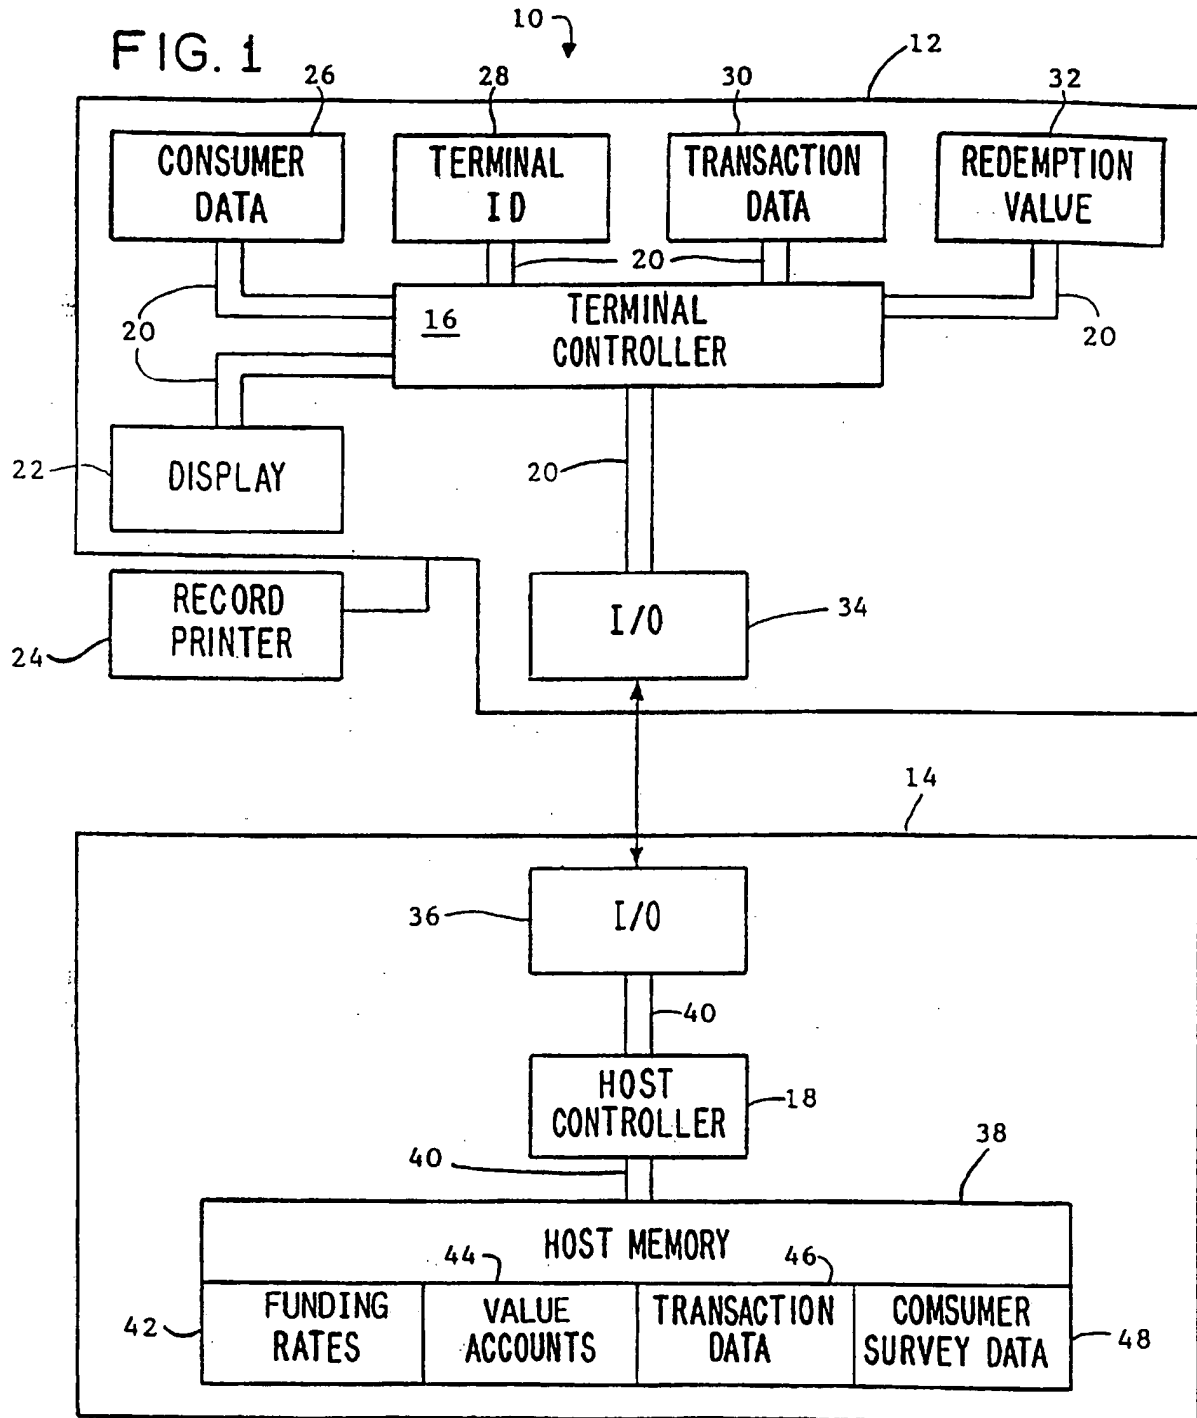 FIG. 1
10
12
26
28
30
32
CONSUMER
DATA
TERMINAL
ID
TRANSACTION
DATA
REDEMPTION
VALUE
20
20
20
16
TERMINAL
CONTROLLER
20
22
DISPLAY
20
RECORD
PRINTER
24
I/O
34
14
36
I/O
40
HOST
CONTROLLER
18
40
38
HOST MEMORY
44
46
42
FUNDING
RATES
VALUE
ACCOUNTS
TRANSACTION
DATA
COMSUMER
SURVEY DATA
48